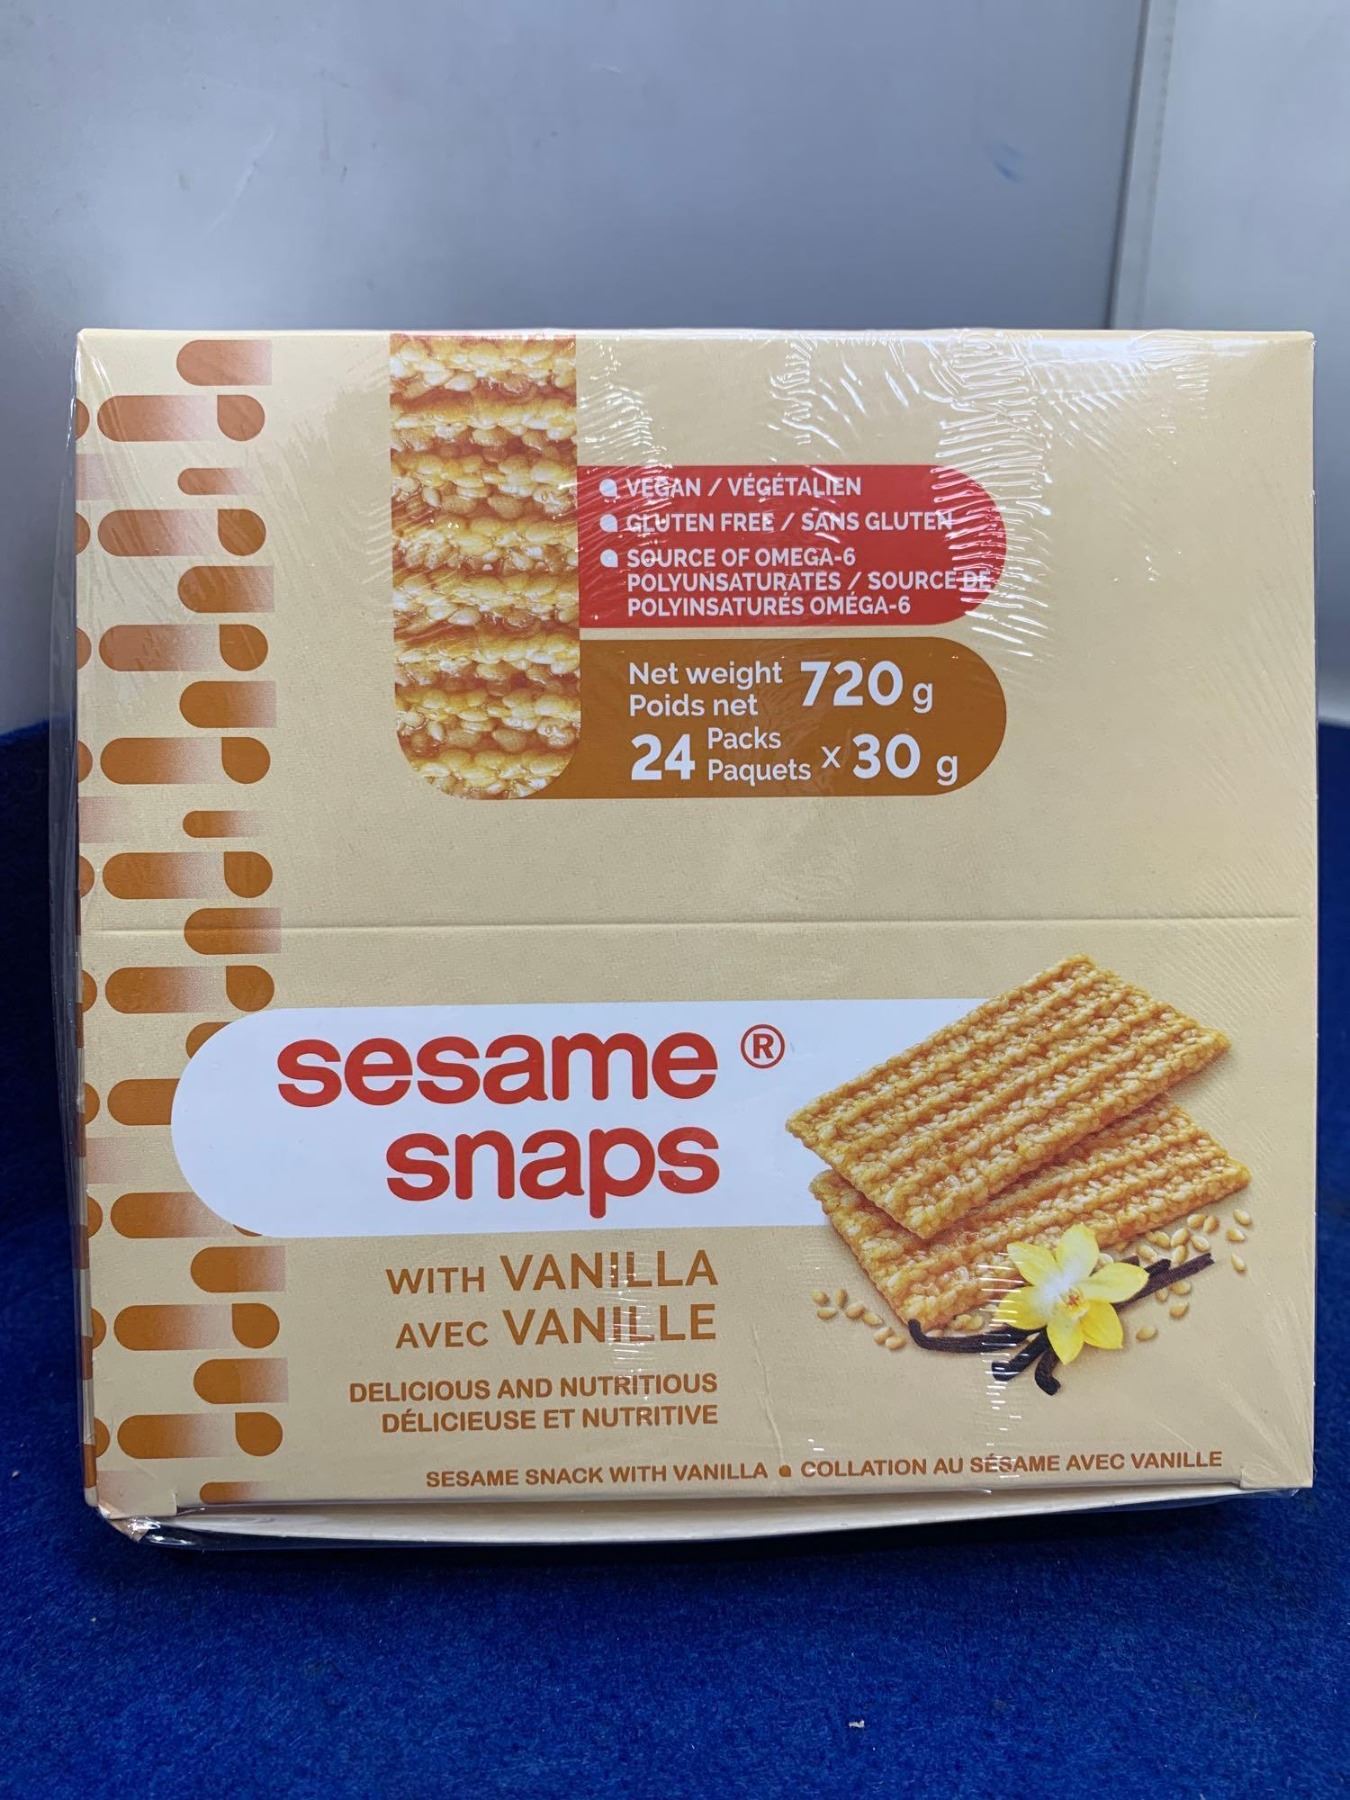 VEGAN / VÉGÉTALIEN
GLUTEN FREE / SANS GLUTEN
SOURCE OF OMEGA-6
POLYUNSATURATES / SOURCE DE
POLYINSATURÉS OMÉGA-6
Net weight 720 g
Poids net
24 Packs x 30 g
Paquets
sesame ®
snaps
WITH VANILLA
AVEC VANILLE
DELICIOUS AND NUTRITIOUS
DÉLICIEUSE ET NUTRITIVE
SESAME SNACK WITH VANILLA • COLLATION AU SÉSAME AVEC VANILLE